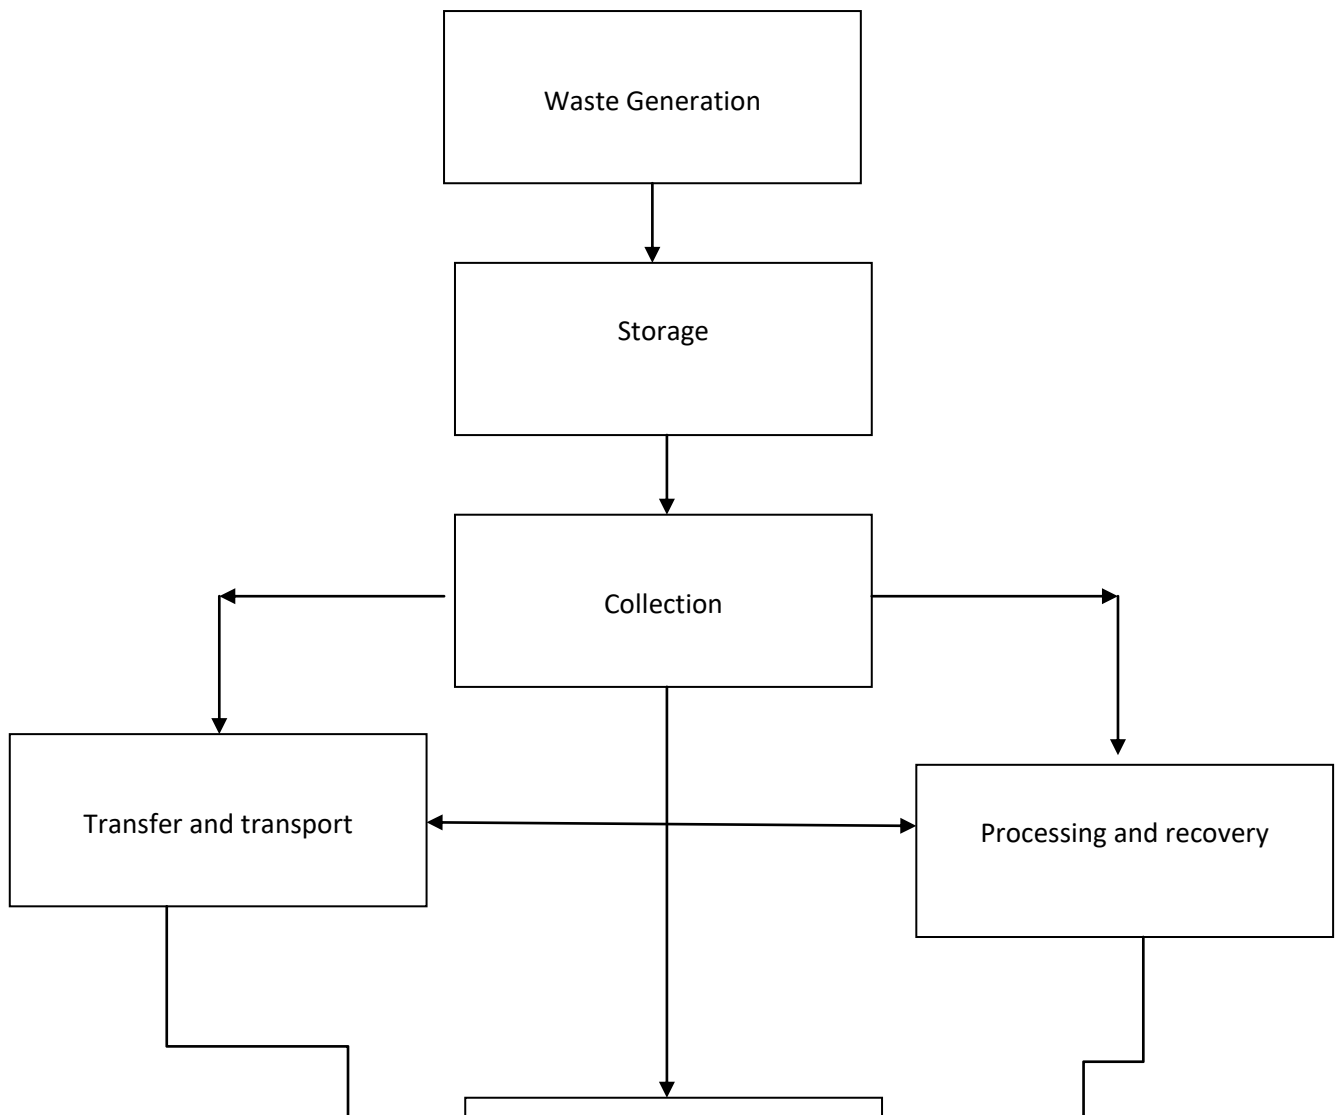 Waste Generation
Storage
Collection
Transfer and transport
Processing and recovery